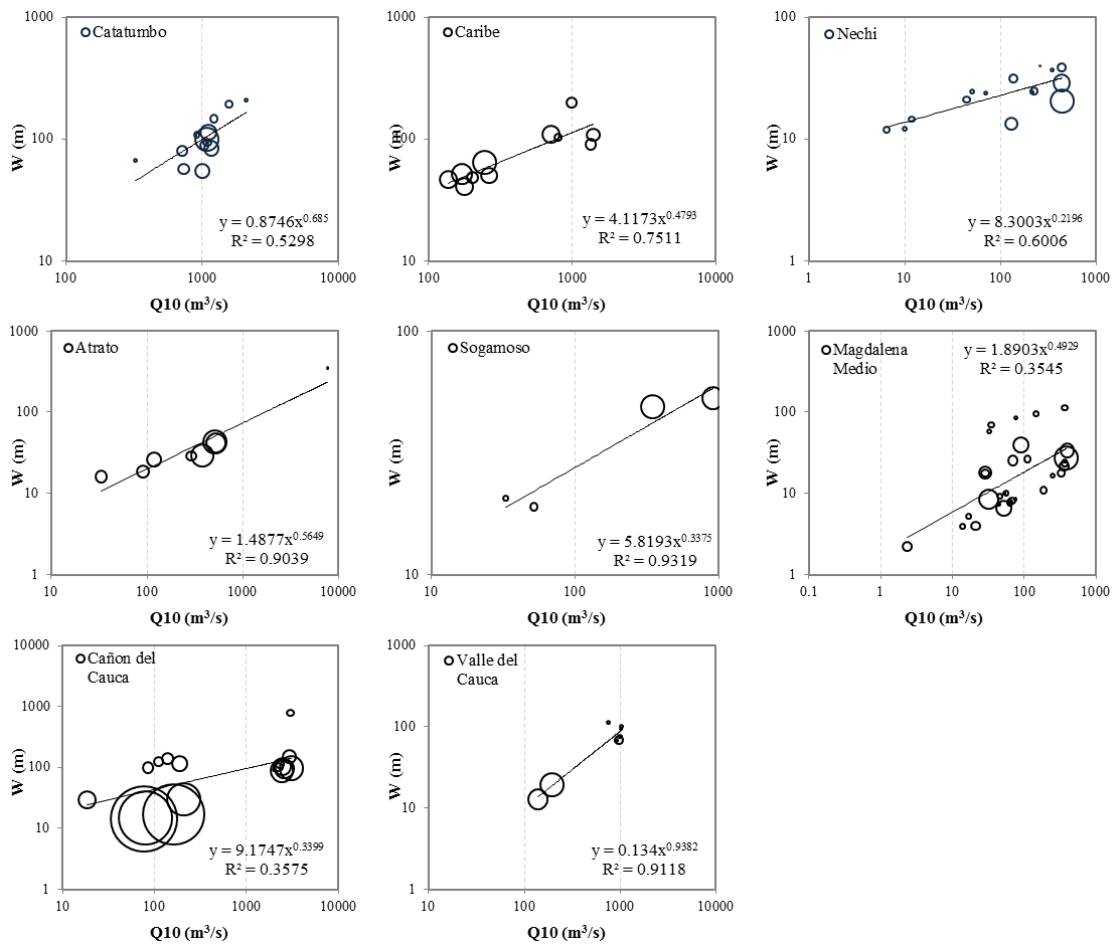 1000
100
10
W (m)
Catatumbo
y = 0.8746x^0.685
R² = 0.5298
100
1000
10000
Q10 (m³/s)
1000
100
10
W (m)
Caribe
y = 4.1173x^0.4793
R² = 0.7511
100
1000
10000
Q10 (m³/s)
100
10
1
W (m)
Nechi
y = 8.3003x^0.2196
R² = 0.6006
1
10
100
1000
Q10 (m³/s)
1000
100
10
1
W (m)
Atrato
y = 1.4877x^0.5649
R² = 0.9039
10
100
1000
10000
Q10 (m³/s)
100
10
W (m)
Sogamoso
y = 5.8193x^0.3375
R² = 0.9319
10
100
1000
Q10 (m³/s)
1000
100
10
1
W (m)
Magdalena
Medio
y = 1.8903x^0.4929
R² = 0.3545
0.1
1
10
100
1000
Q10 (m³/s)
10000
1000
100
10
1
W (m)
Cañon del
Cauca
y = 9.1747x^0.3399
R² = 0.3575
10
100
1000
10000
Q10 (m³/s)
1000
100
10
1
W (m)
Valle del
Cauca
y = 0.134x^0.9382
R² = 0.9118
10
100
1000
10000
Q10 (m³/s)